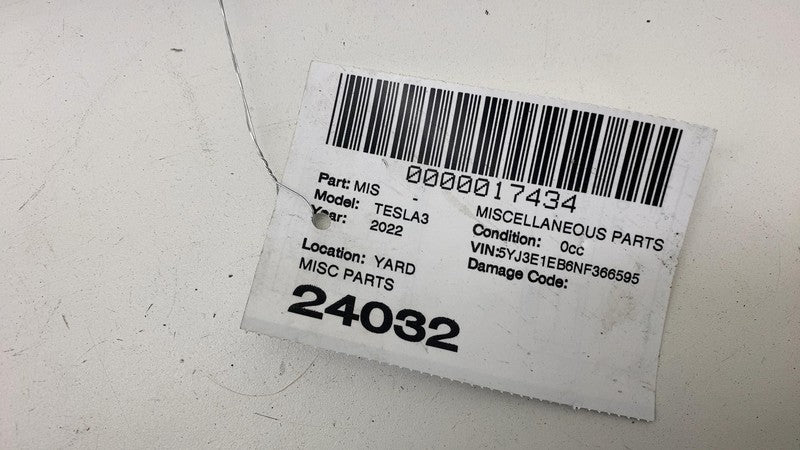 0000017434
Part: MIS - MISCELLANEOUS PARTS
Model: TESLA3 Condition: 0cc
Year: 2022 VIN:5YJ3E1EB6NF366595
Damage Code:
Location: YARD
MISC PARTS
24032